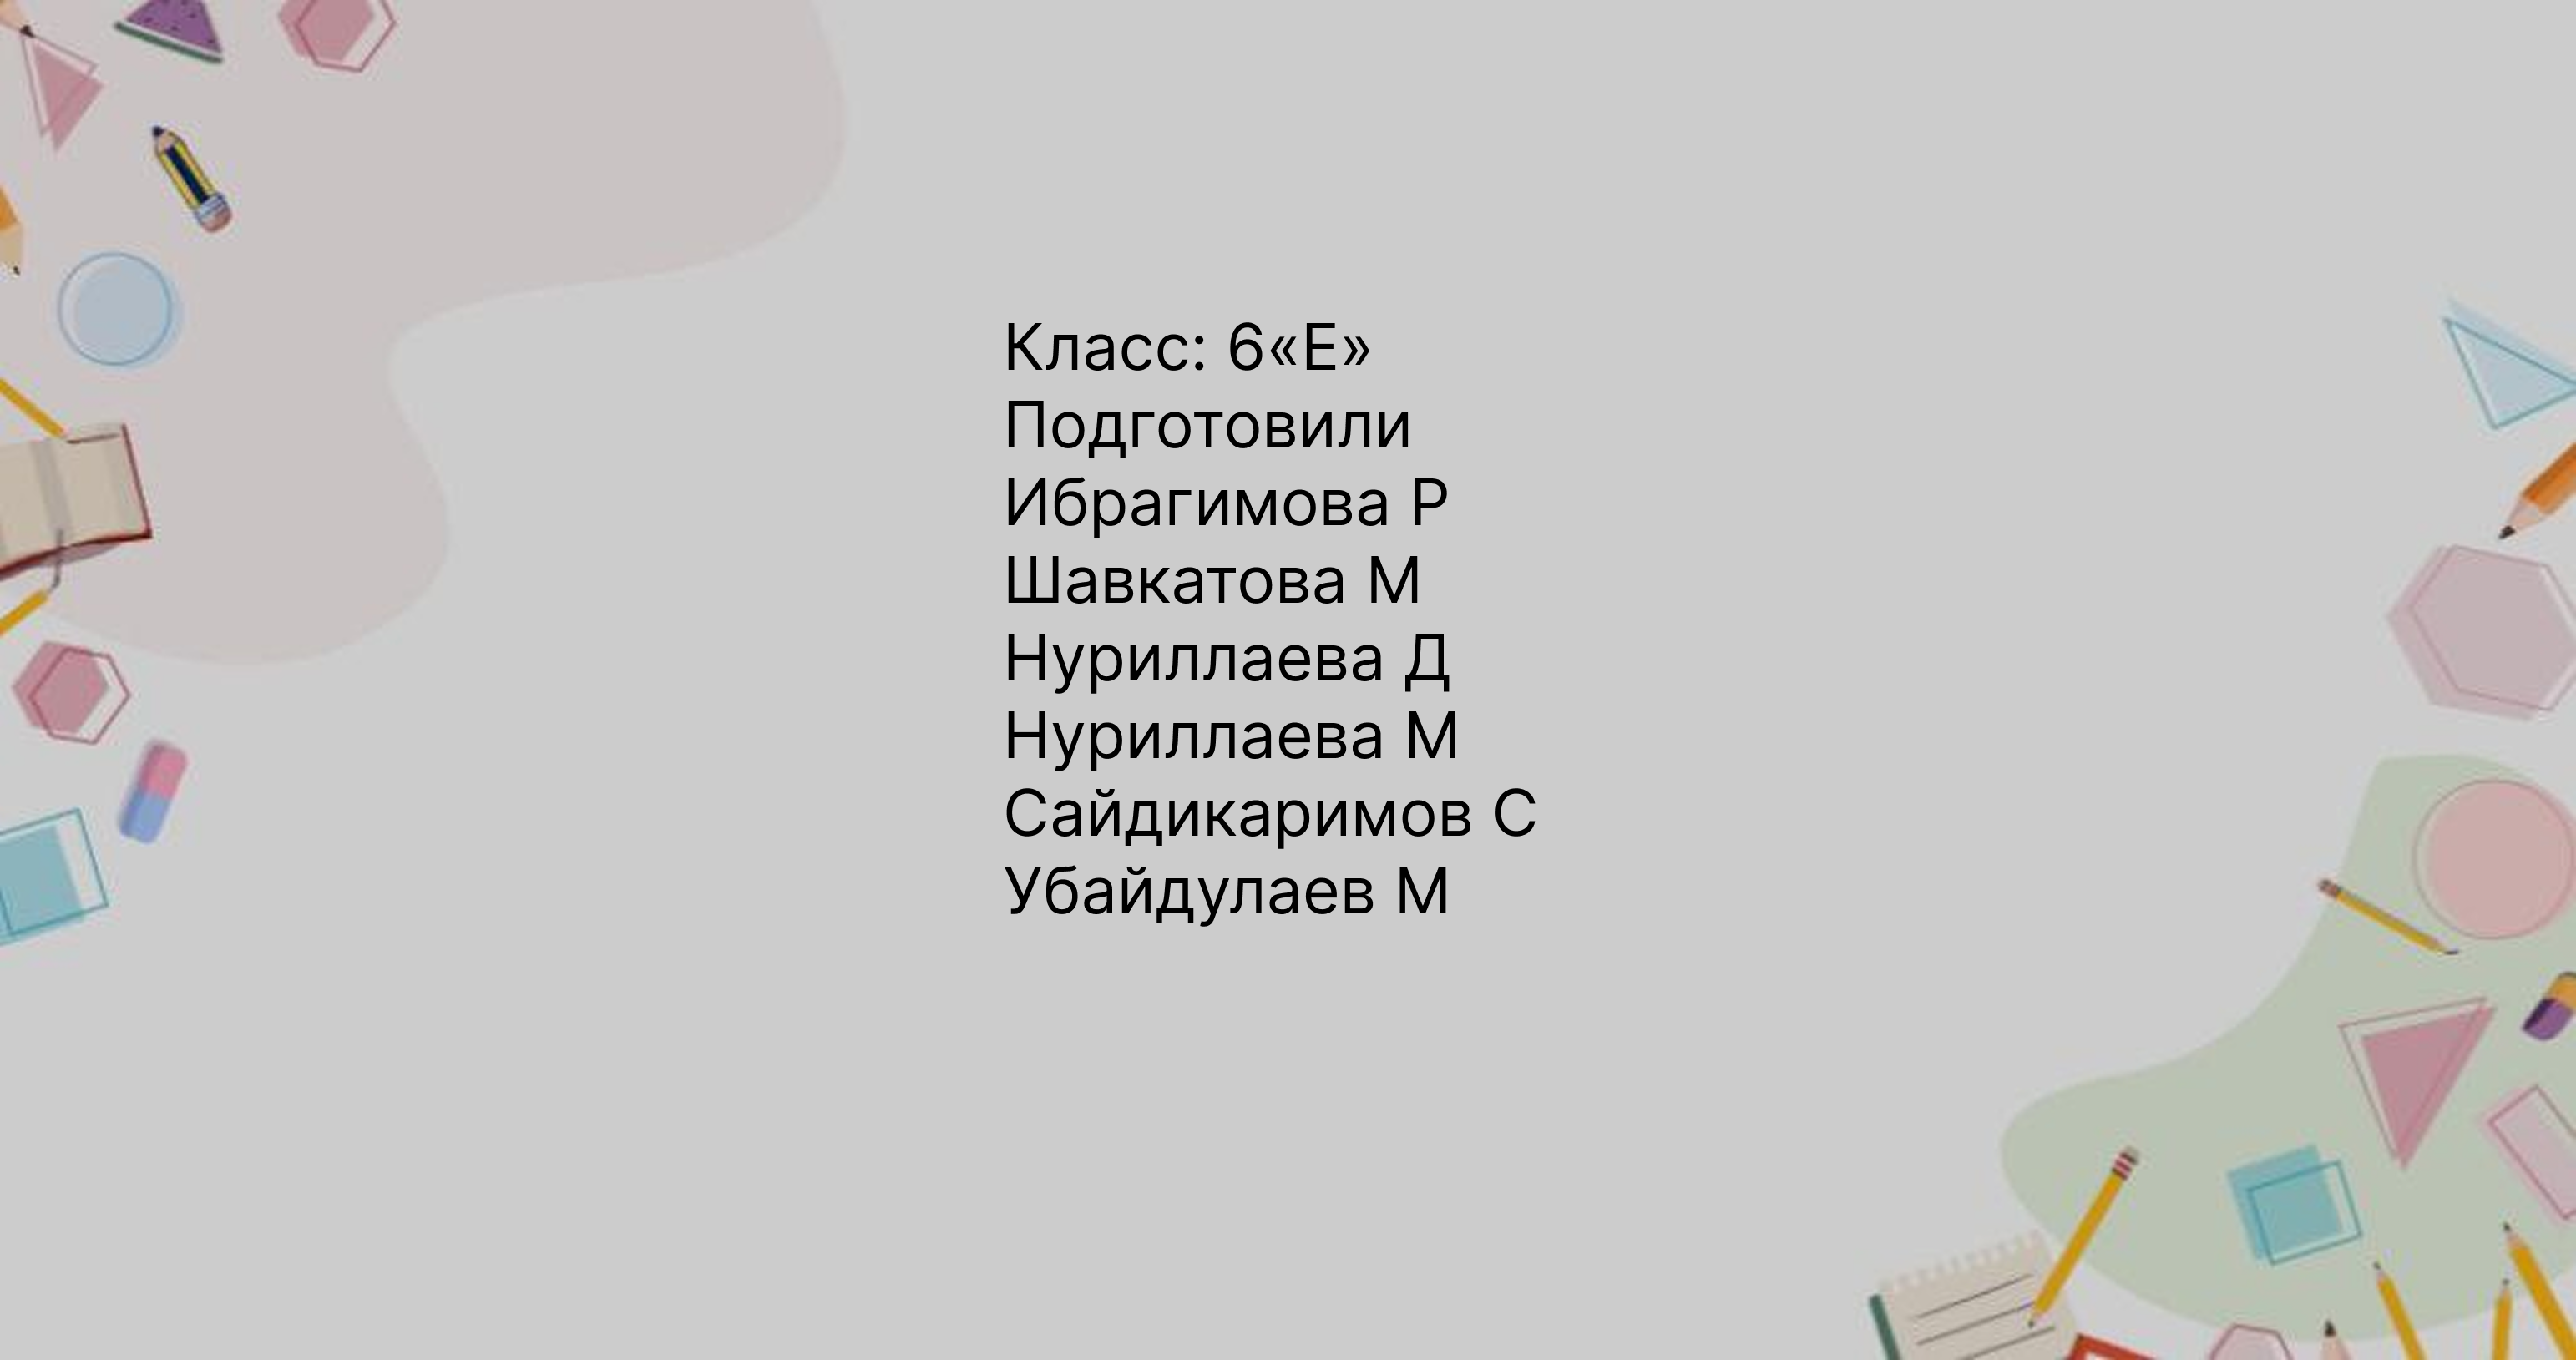 Класс: 6«Е»
Подготовили
Ибрагимова Р
Шавкатова М
Нуриллаева Д
Нуриллаева М
Сайдикаримов С
Убайдулаев М